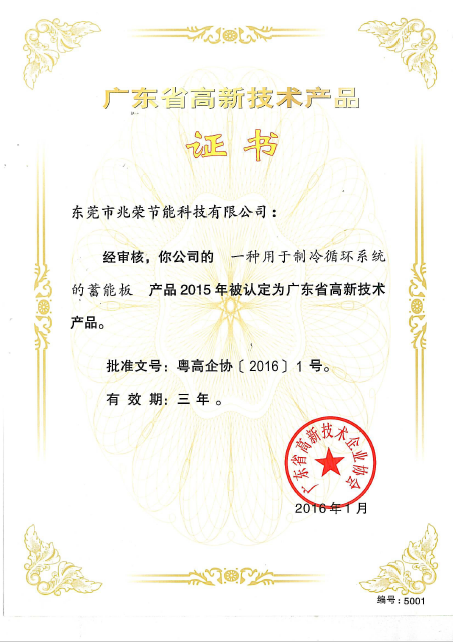 广东省高新技术产品
证书
东莞市兆荣节能科技有限公司：
经审核，你公司的 一种用于制冷循环系统
的蓄能板 产品2015年被认定为广东省高新技术
产品。
批准文号：粤高企协〔2016〕1号。
有效期：三年。
广东省高新技术企业协会
2016年1月
编号：5001